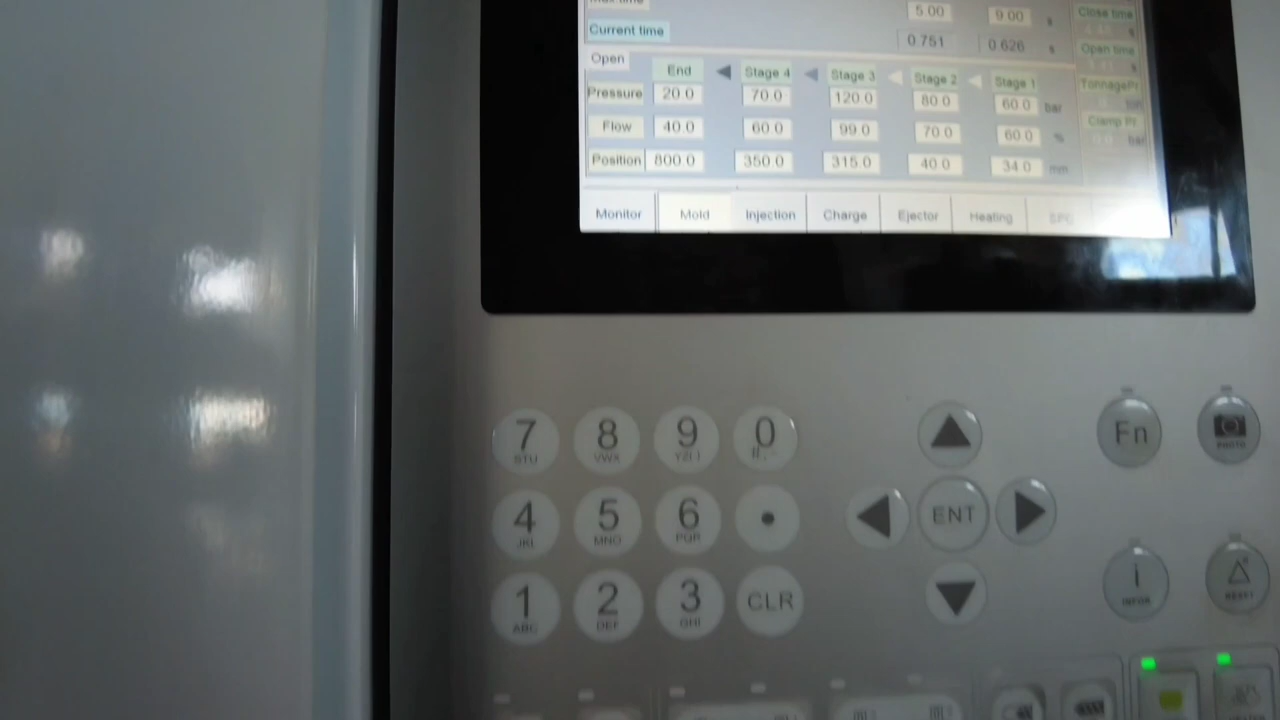 Max time 5.00 9.00 s Close time
Current time 0.751 0.626 s Open time
Open
End Stage 4 Stage 3 Stage 2 Stage 1 TonnagePr
Pressure 20.0 70.0 120.0 80.0 60.0 bar ton
Clamp Pr
Flow 40.0 60.0 99.0 70.0 60.0 % bar
Position 800.0 350.0 315.0 40.0 34.0 mm
Monitor Mold Injection Charge Ejector Heating SPC
7 8 9 0 Fn
STU VWX PHOTO
4 5 6 • ENT
JKL MNO PQR i
INFOR RESET
1 2 3 CLR
ABC DEF GHI